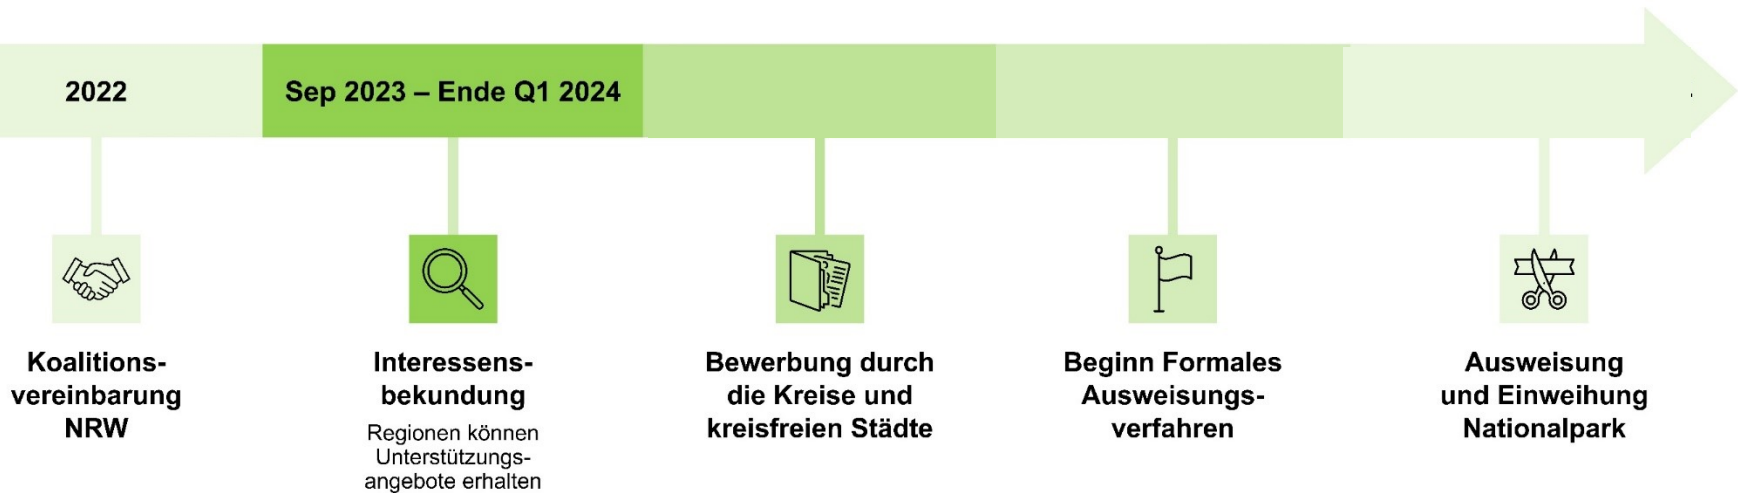 2022
Sep 2023 – Ende Q1 2024
Koalitions-
vereinbarung
NRW
Interessens-
bekundung
Regionen können
Unterstützungs-
angebote erhalten
Bewerbung durch
die Kreise und
kreisfreien Städte
Beginn Formales
Ausweisungs-
verfahren
Ausweisung
und Einweihung
Nationalpark